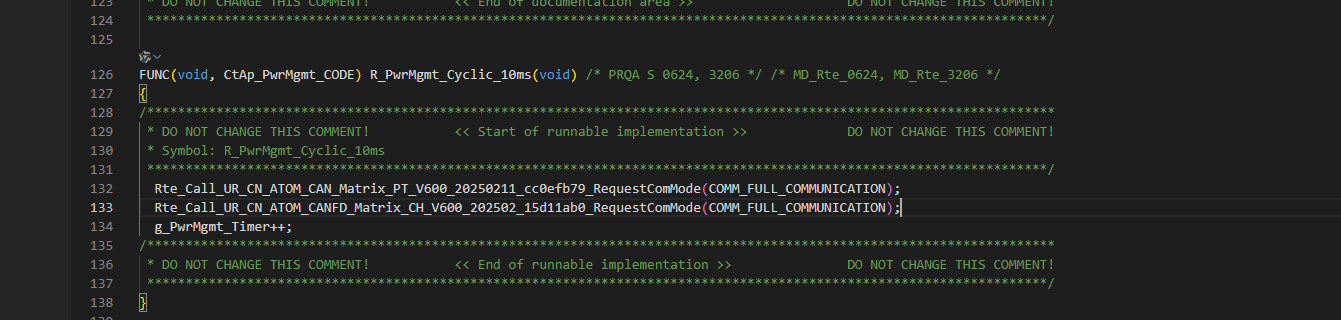 123 * DO NOT CHANGE THIS COMMENT!           << End of documentation area >>                    DO NOT CHANGE THIS COMMENT!
124 *********************************************************************************************************************/
125
126 FUNC(void, CtAp_PwrMgmt_CODE) R_PwrMgmt_Cyclic_10ms(void) /* PRQA S 0624, 3206 */ /* MD_Rte_0624, MD_Rte_3206 */
127 {
128 /**********************************************************************************************************************
129 * DO NOT CHANGE THIS COMMENT!           << Start of runnable implementation >>             DO NOT CHANGE THIS COMMENT!
130 * Symbol: R_PwrMgmt_Cyclic_10ms
131 *********************************************************************************************************************/
132 Rte_Call_UR_CN_ATOM_CAN_Matrix_PT_V600_20250211_cc0efb79_RequestComMode(COMM_FULL_COMMUNICATION);
133 Rte_Call_UR_CN_ATOM_CANFD_Matrix_CH_V600_202502_15d11ab0_RequestComMode(COMM_FULL_COMMUNICATION);
134 g_PwrMgmt_Timer++;
135 /**********************************************************************************************************************
136 * DO NOT CHANGE THIS COMMENT!           << End of runnable implementation >>               DO NOT CHANGE THIS COMMENT!
137 *********************************************************************************************************************/
138 }